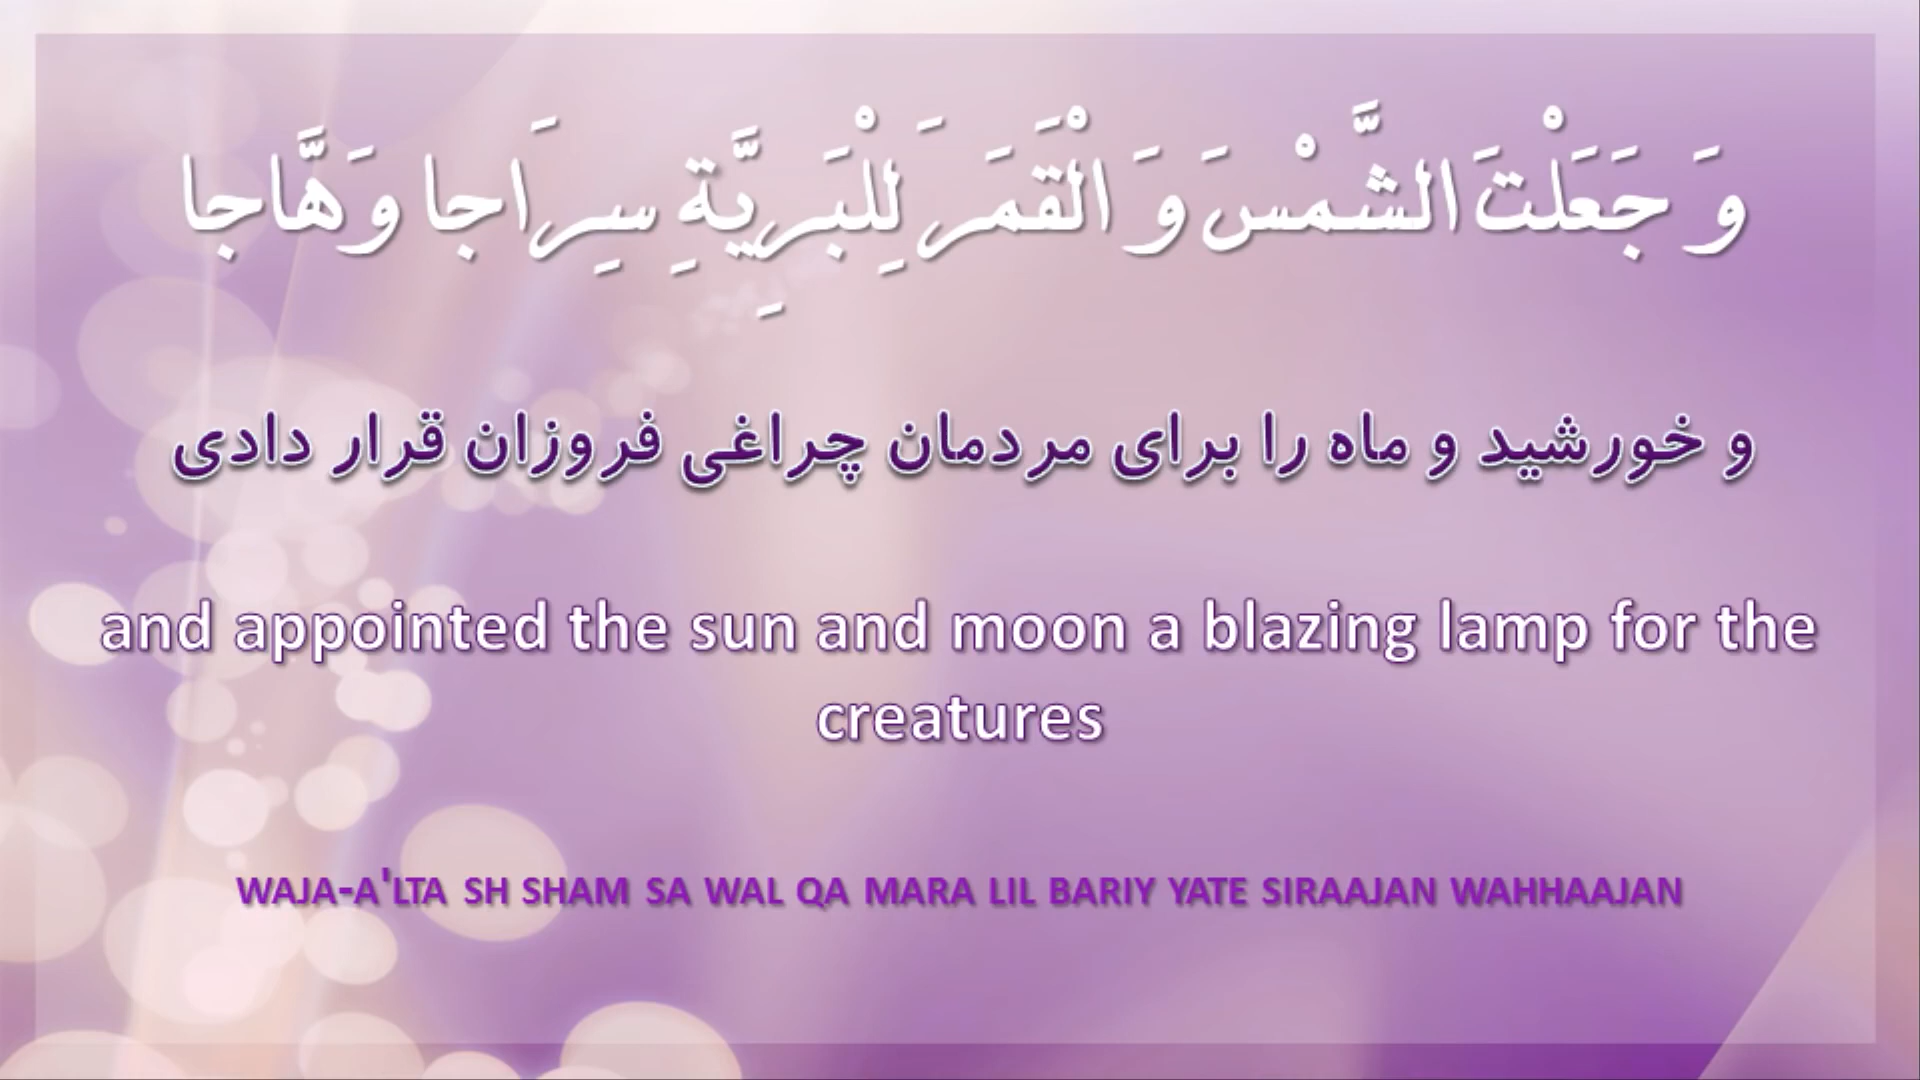 وَ جَعَلْتَ الشَّمْسَ وَ الْقَمَرَ لِلْبَرِيَّةِ سِرَاجا وَهَّاجا
و خورشید و ماه را برای مردمان چراغی فروزان قرار دادی
and appointed the sun and moon a blazing lamp for the
creatures
WAJA-A'LTA SH SHAM SA WAL QA MARA LIL BARIY YATE SIRAAJAN WAHHAAJAN